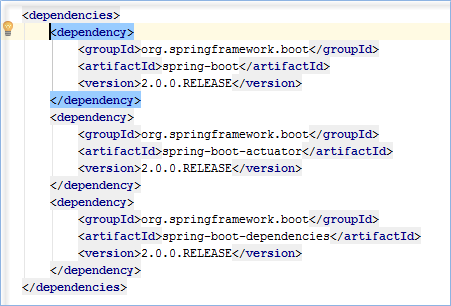 <dependencies>
<dependency>
<groupId>org.springframework.boot</groupId>
<artifactId>spring-boot</artifactId>
<version>2.0.0.RELEASE</version>
</dependency>
<dependency>
<groupId>org.springframework.boot</groupId>
<artifactId>spring-boot-actuator</artifactId>
<version>2.0.0.RELEASE</version>
</dependency>
<dependency>
<groupId>org.springframework.boot</groupId>
<artifactId>spring-boot-dependencies</artifactId>
<version>2.0.0.RELEASE</version>
</dependency>
</dependencies>